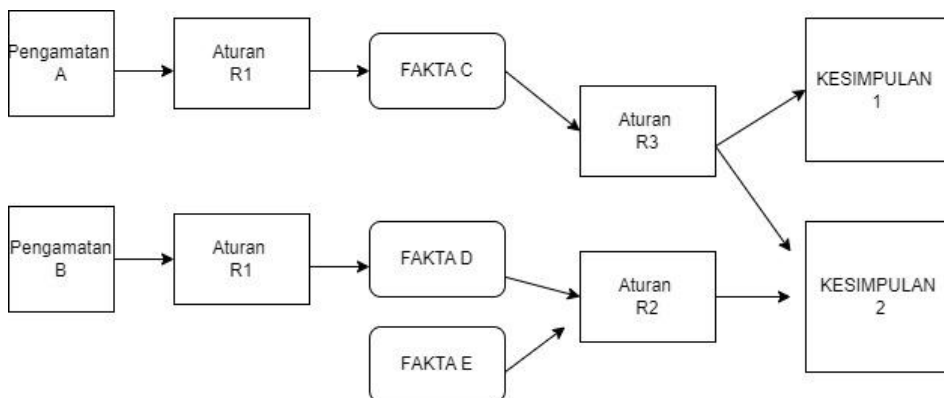 Pengamatan
A
Aturan
R1
FAKTA C
Aturan
R3
KESIMPULAN
1
Pengamatan
B
Aturan
R1
FAKTA D
FAKTA E
Aturan
R2
KESIMPULAN
2